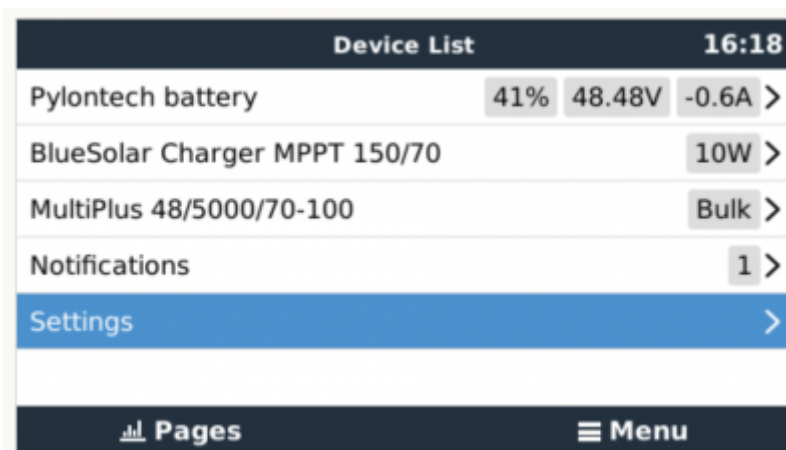 Device List 16:18
Pylontech battery 41% 48.48V -0.6A
BlueSolar Charger MPPT 150/70 10W
MultiPlus 48/5000/70-100 Bulk
Notifications 1
Settings
Pages Menu